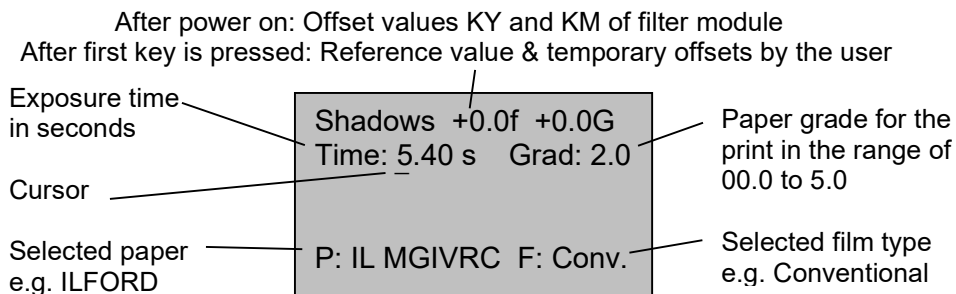 After power on: Offset values KY and KM of filter module
After first key is pressed: Reference value & temporary offsets by the user
Exposure time
in seconds
Cursor
Selected paper
e.g. ILFORD
Shadows +0.0f +0.0G
Time: 5.40 s Grad: 2.0
P: IL MGIVRC F: Conv.
Paper grade for the
print in the range of
00.0 to 5.0
Selected film type
e.g. Conventional